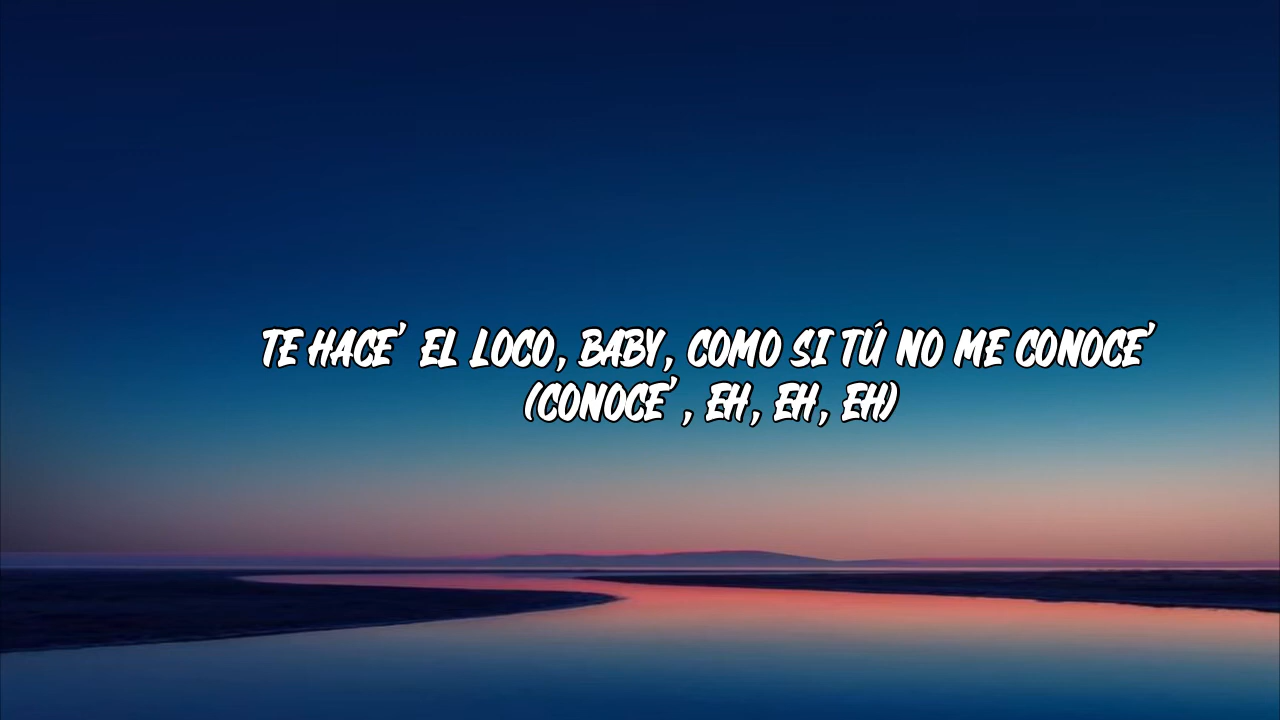 TE HACE' EL LOCO, BABY, COMO SI TÚ NO ME CONOCE'
(CONOCE', EH, EH, EH)